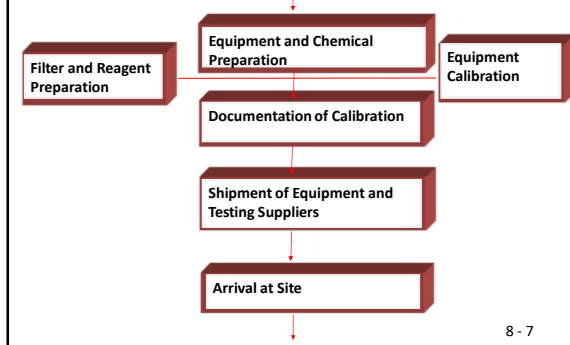 Equipment and Chemical
Preparation
Filter and Reagent
Preparation
Equipment
Calibration
Documentation of Calibration
Shipment of Equipment and
Testing Suppliers
Arrival at Site
8 - 7